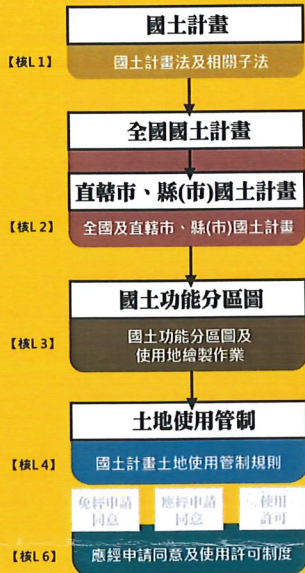 國土計畫
【核L1】
國土計畫法及相關子法
全國國土計畫
直轄市、縣(市)國土計畫
【核L2】
全國及直轄市、縣(市)國土計畫
國土功能分區圖
【核L3】
國土功能分區圖及
使用地繪製作業
土地使用管制
【核L4】
國土計畫土地使用管制規則
免經申請
同意
應經申請
同意
使用
許可
【核L6】
應經申請同意及使用許可制度